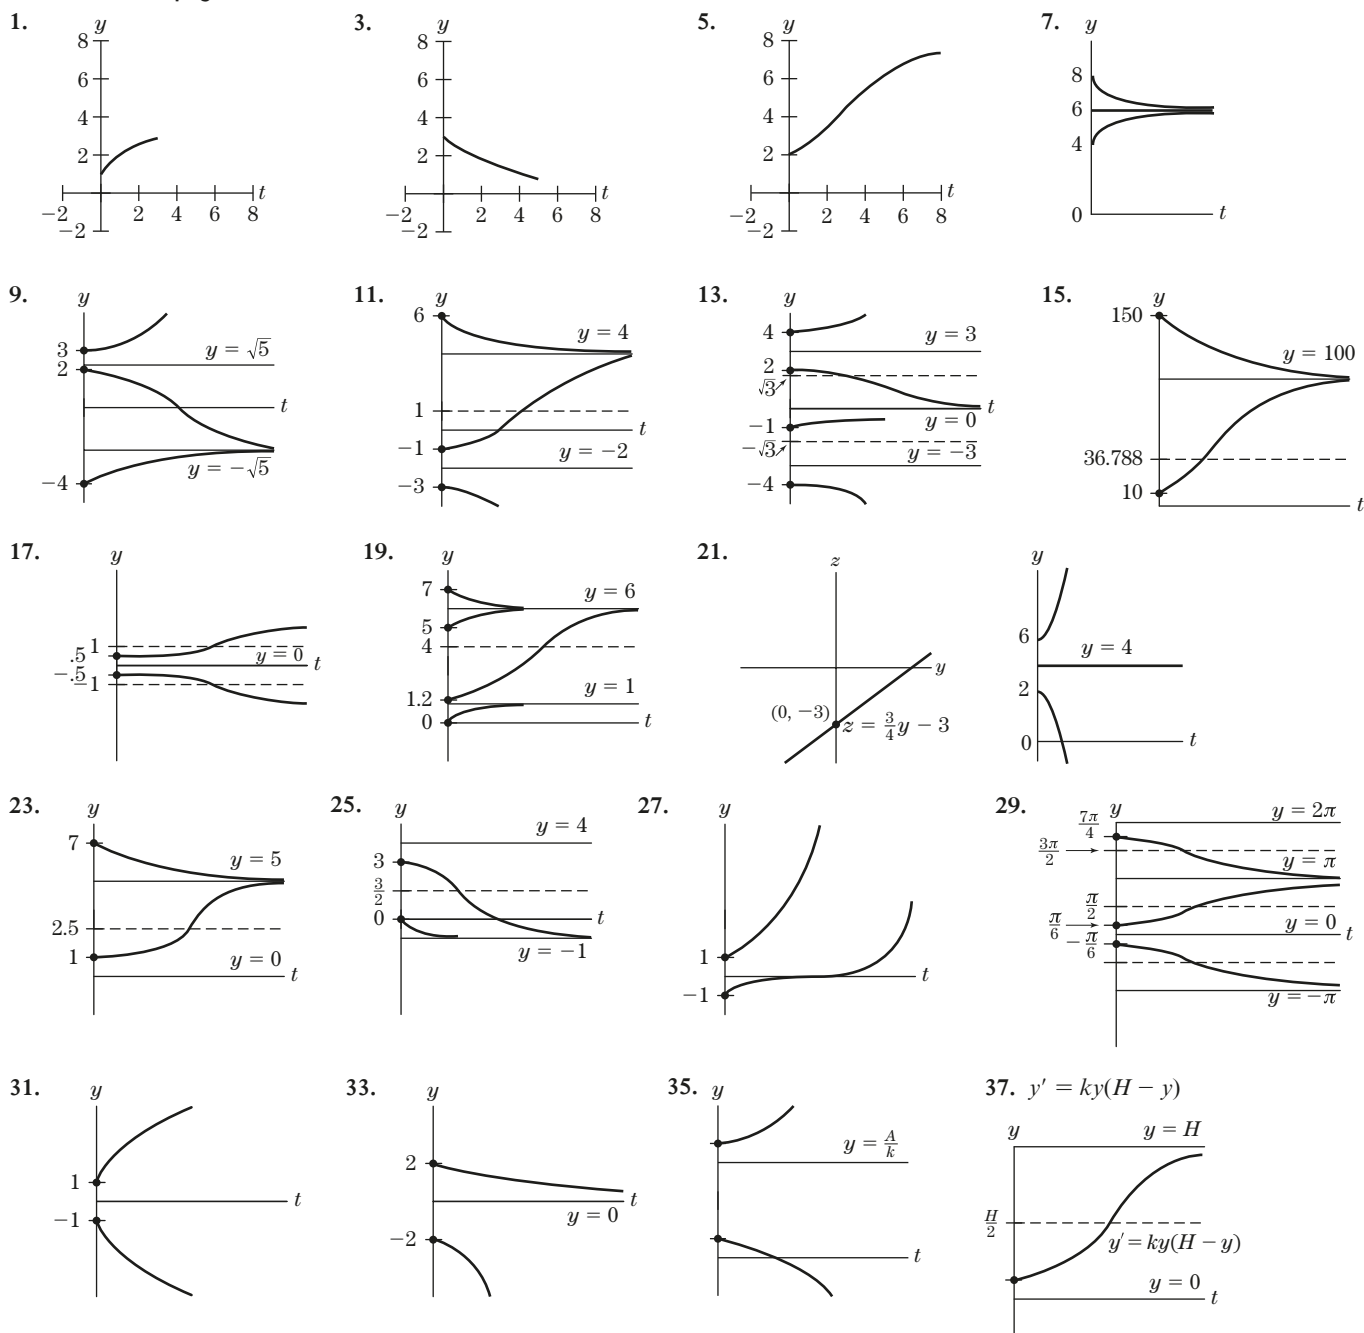 1.
y
8
6
4
2
−2
−2
2 4 6 8
t
3.
y
8
6
4
2
−2
−2
2 4 6 8
t
5.
y
8
6
4
2
−2
−2
2 4 6 8
t
7.
y
8
6
4
0
t
9.
y
3
2
−4
y = √5
t
y = −√5
11.
y
6
1
−1
−3
y = 4
t
y = −2
13.
y
4
2
√3
−1
−√3
−4
y = 3
t
y = 0
y = −3
15.
y
150
36.788
10
y = 100
t
17.
y
1
.5
−.5
−1
y = 0
t
19.
y
7
5
4
1.2
0
y = 6
y = 1
t
21.
z
y
(0, −3)
z = 3/4 y − 3
y
6
2
0
y = 4
t
23.
y
7
2.5
1
y = 5
y = 0
t
25.
y
3
3/2
0
y = 4
t
y = −1
27.
y
1
−1
t
29.
y
7π/4
3π/2
π/2
π/6
−π/6
y = 2π
y = π
y = 0
t
y = −π
31.
y
1
−1
t
33.
y
2
−2
t
y = 0
35.
y
y = A/k
t
37. y′ = ky(H − y)
y
y = H
H/2
y′ = ky(H − y)
y = 0
t